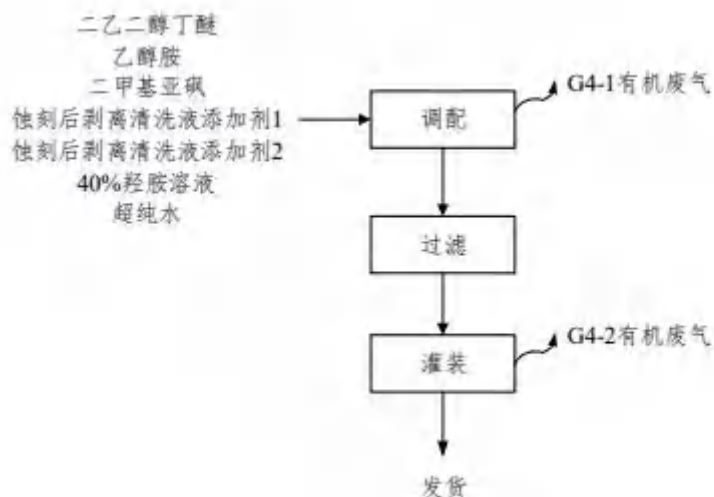 二乙二醇丁醚
乙醇胺
二甲基亚砜
蚀刻后剥离清洗液添加剂1
蚀刻后剥离清洗液添加剂2
40%羟胺溶液
超纯水
调配
G4-1有机废气
过滤
灌装
G4-2有机废气
发货